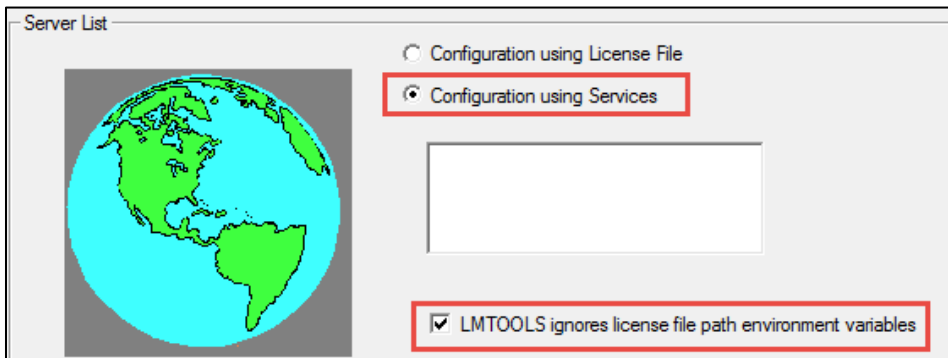 Server List
Configuration using License File
Configuration using Services
LMTOOLS ignores license file path environment variables